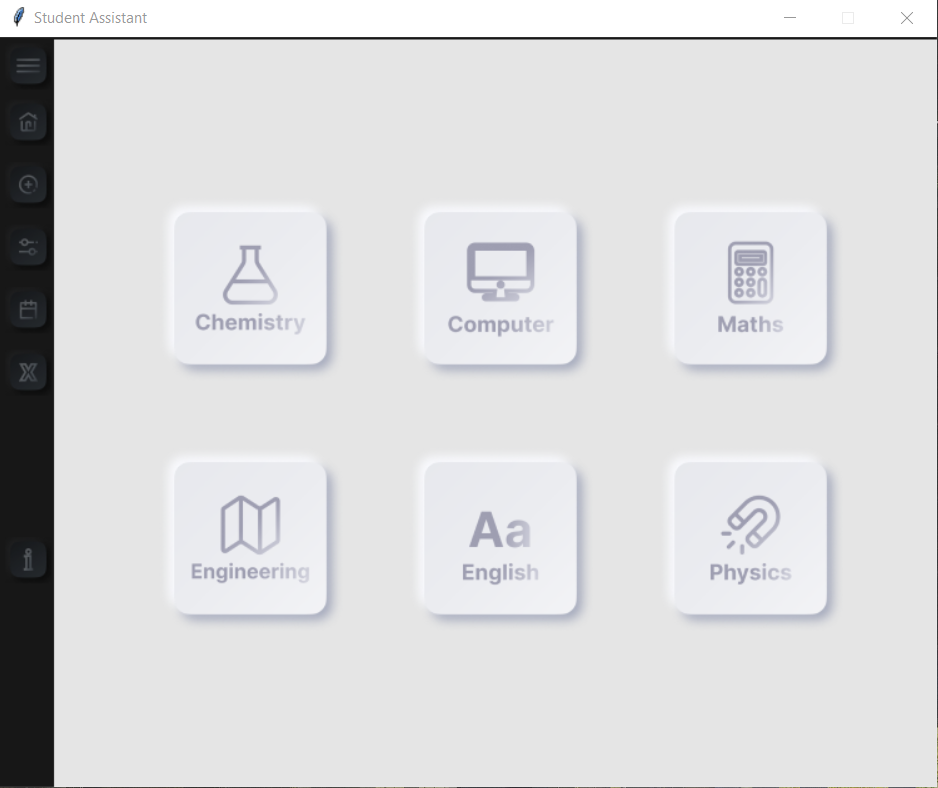 Student Assistant
Chemistry
Computer
Maths
Engineering
Aa
English
Physics